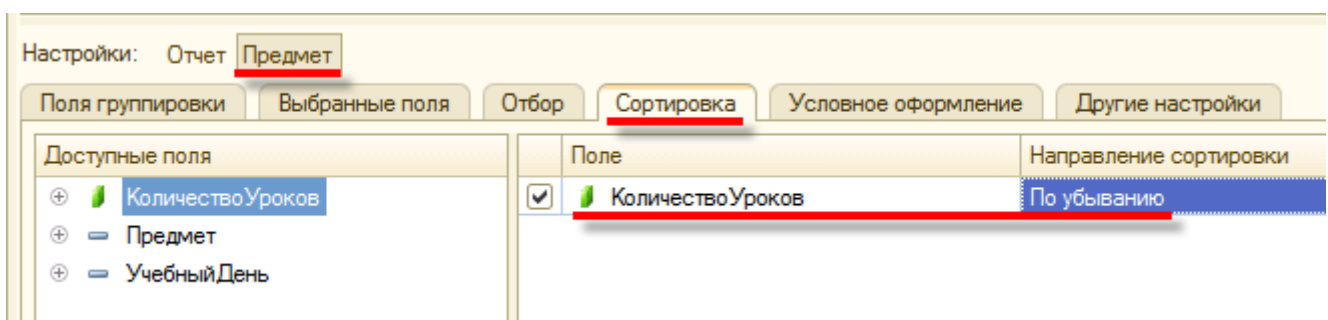 Настройки: Отчет Предмет
Поля группировки Выбранные поля Отбор Сортировка Условное оформление Другие настройки
Доступные поля Поле Направление сортировки
КоличествоУроков КоличествоУроков По убыванию
Предмет
УчебныйДень